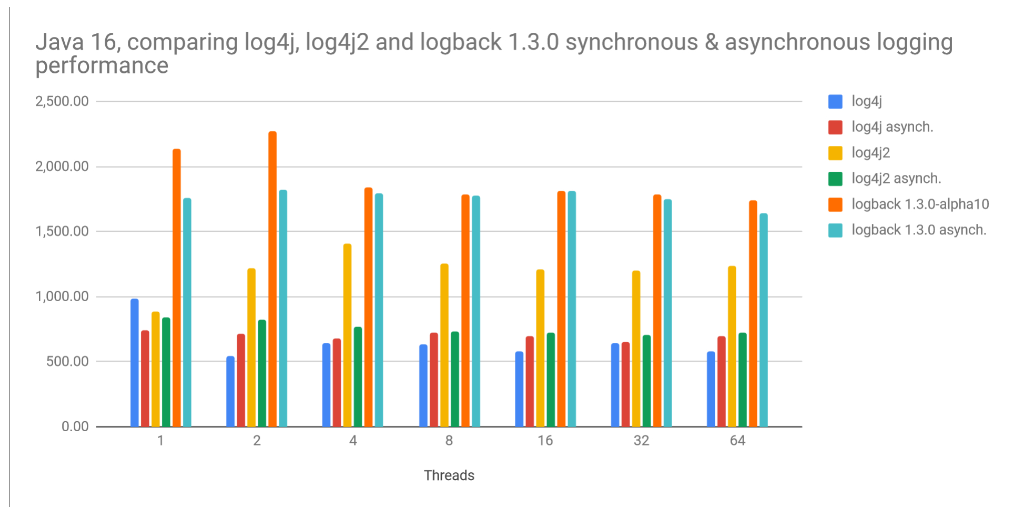 Java 16, comparing log4j, log4j2 and logback 1.3.0 synchronous & asynchronous logging
performance
2,500.00
2,000.00
1,500.00
1,000.00
500.00
0.00
1 2 4 8 16 32 64
Threads
log4j
log4j asynch.
log4j2
log4j2 asynch.
logback 1.3.0-alpha10
logback 1.3.0 asynch.